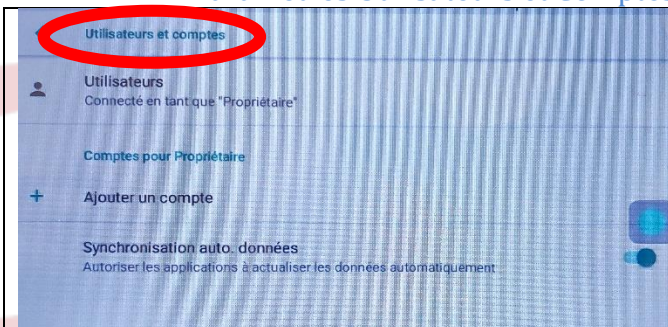 Utilisateurs et comptes
Utilisateurs
Connecté en tant que "Propriétaire"
Comptes pour Propriétaire
Ajouter un compte
Synchronisation auto. données
Autoriser les applications à actualiser les données automatiquement